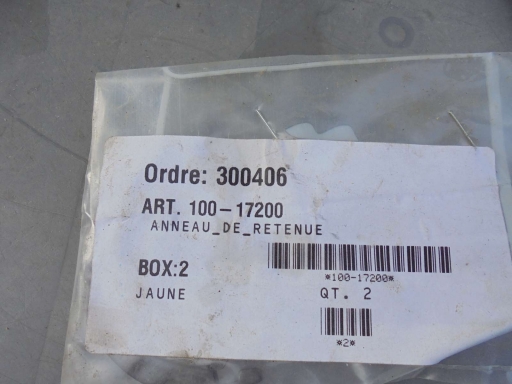 Ordre: 300406
ART. 100-17200
ANNEAU_DE_RETENUE
BOX:2
*100-17200*
JAUNE
QT. 2
*2*